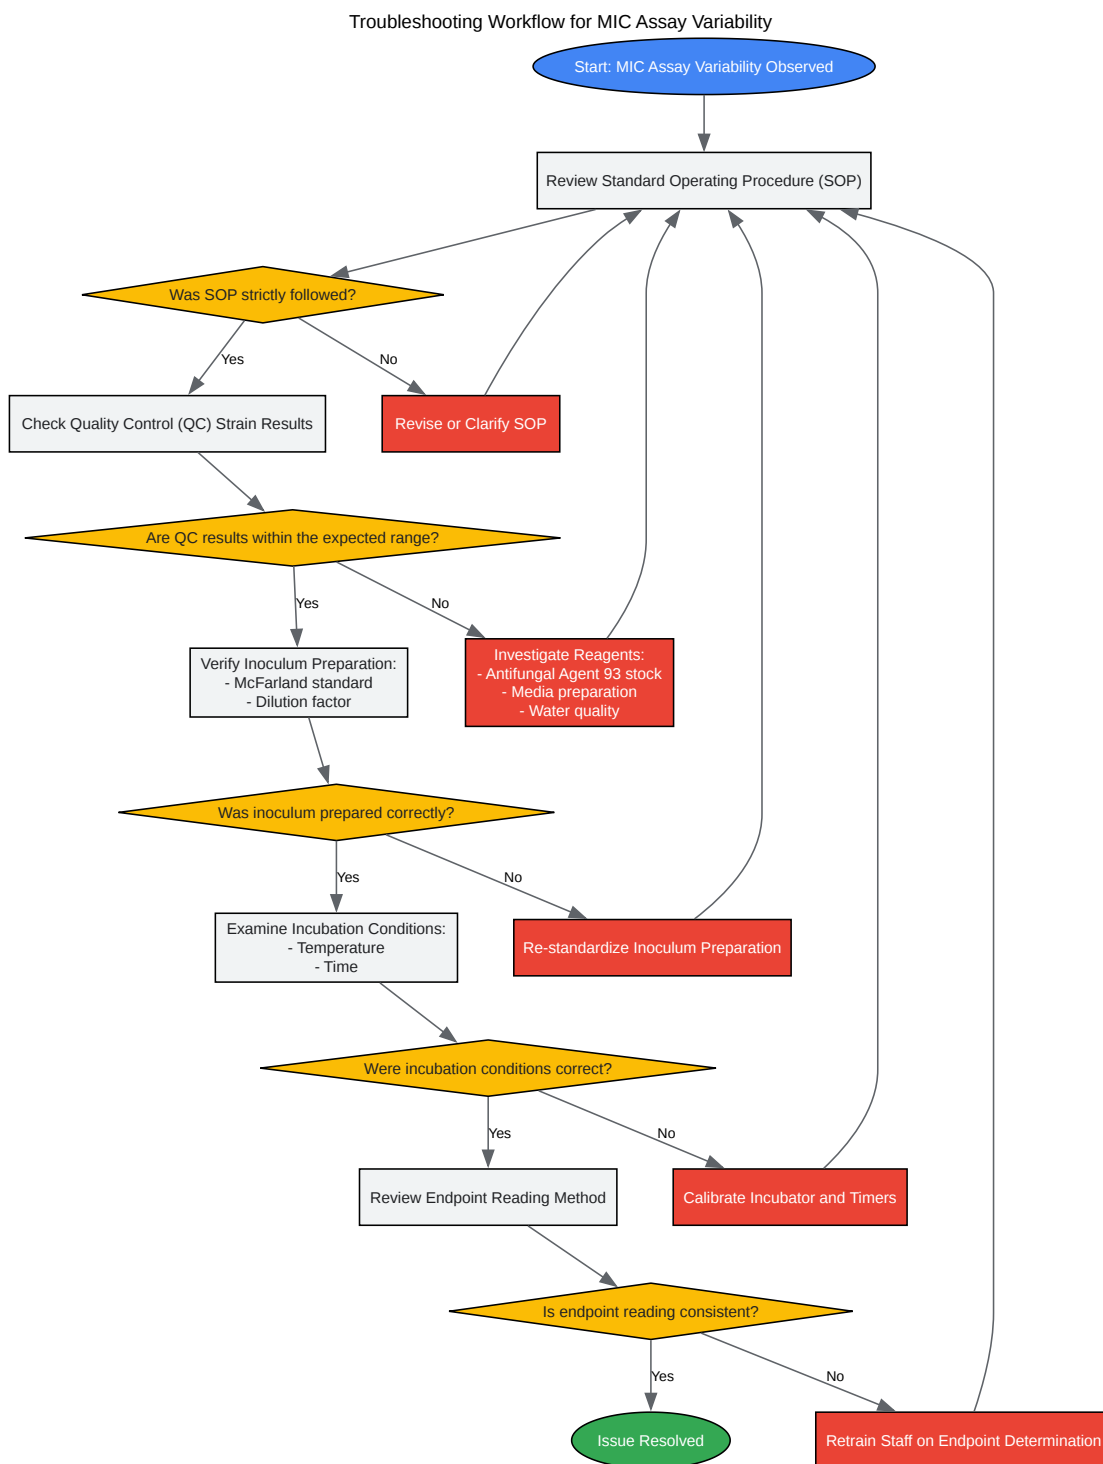 Troubleshooting Workflow for MIC Assay Variability
Start: MIC Assay Variability Observed
Review Standard Operating Procedure (SOP)
Was SOP strictly followed?
Yes
No
Check Quality Control (QC) Strain Results
Revise or Clarify SOP
Are QC results within the expected range?
Yes
No
Verify Inoculum Preparation:
- McFarland standard
- Dilution factor
Investigate Reagents:
- Antifungal Agent 93 stock
- Media preparation
- Water quality
Was inoculum prepared correctly?
Yes
No
Examine Incubation Conditions:
- Temperature
- Time
Re-standardize Inoculum Preparation
Were incubation conditions correct?
Yes
No
Review Endpoint Reading Method
Calibrate Incubator and Timers
Is endpoint reading consistent?
Yes
No
Issue Resolved
Retrain Staff on Endpoint Determination